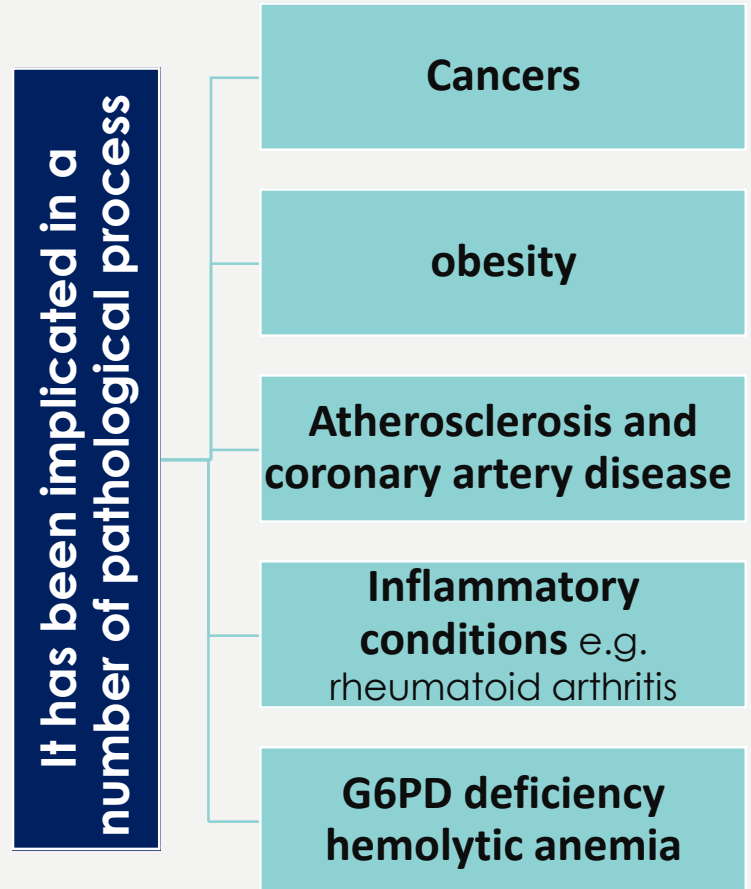 It has been implicated in a
number of pathological process
Cancers
obesity
Atherosclerosis and
coronary artery disease
Inflammatory
conditions e.g.
rheumatoid arthritis
G6PD deficiency
hemolytic anemia